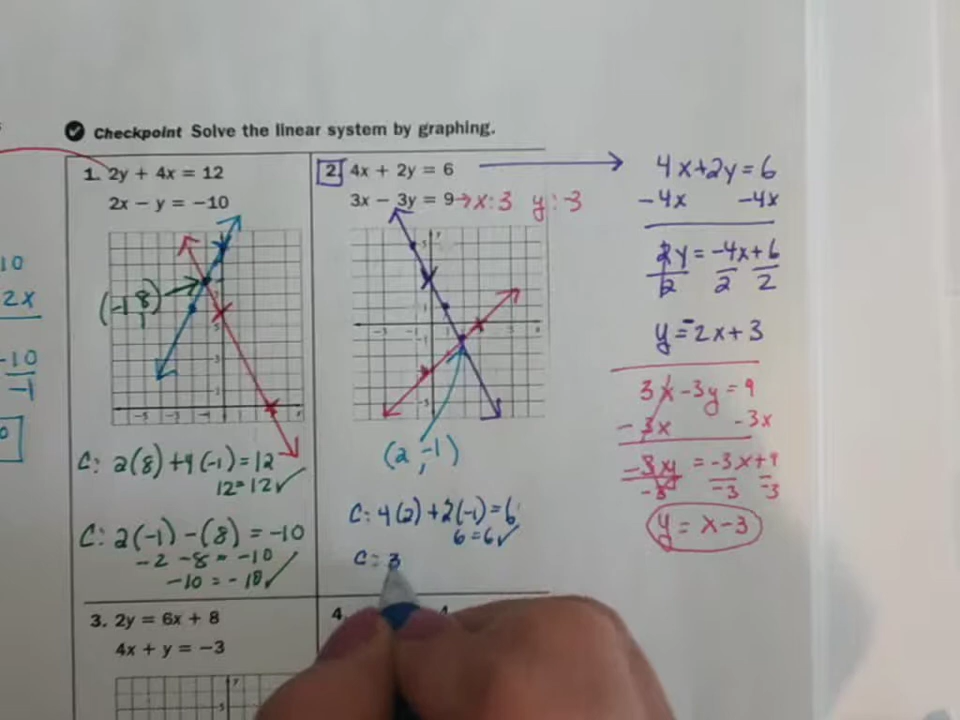 Checkpoint Solve the linear system by graphing.
1. 2y + 4x = 12
2x − y = −10
(-1, 8)
C: 2(8) + 4(-1) = 12
12 = 12 ✓
C: 2(-1) - (8) = -10
-2 - 8 = -10
-10 = -10 ✓
2. 4x + 2y = 6
3x − 3y = 9 → x: 3 y: -3
(2, -1)
C: 4(2) + 2(-1) = 6
6 = 6 ✓
C: 3
4x + 2y = 6
-4x -4x
2y = -4x + 6
2 2 2
y = -2x + 3
3x - 3y = 9
-3x -3x
-3y = -3x + 9
-3 -3 -3
y = x - 3
10
2x
-10
-1
0
3. 2y = 6x + 8
4x + y = −3
4.